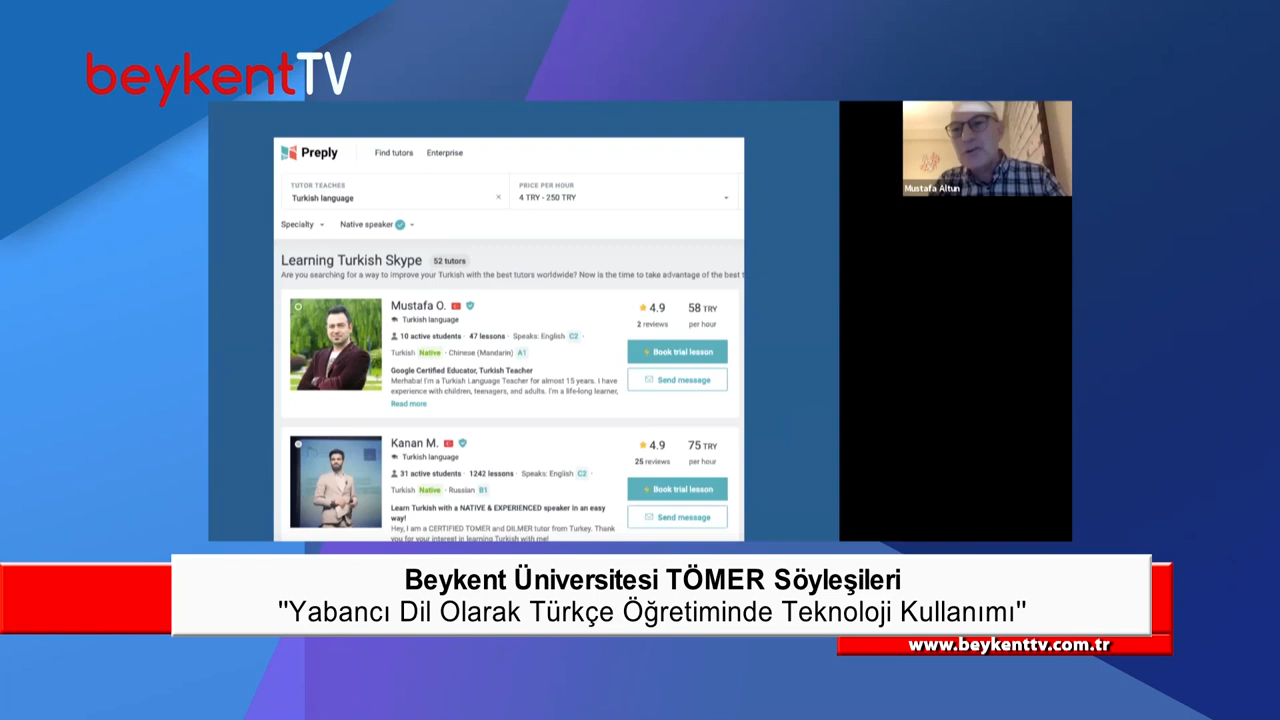 beykentTV
Preply
Find tutors
Enterprise
TUTOR TEACHES
Turkish language
PRICE PER HOUR
4 TRY - 250 TRY
Specialty
Native speaker
Learning Turkish Skype
52 tutors
Are you searching for a way to improve your Turkish with the best tutors worldwide? Now is the time to take advantage of the best t
Mustafa O.
Turkish language
10 active students · 47 lessons · Speaks: English C2 ·
Turkish Native · Chinese (Mandarin) A1
Google Certified Educator, Turkish Teacher
Merhaba! I'm a Turkish Language Teacher for almost 15 years. I have
experience with children, teenagers, and adults. I'm a life-long learner,
Read more
4.9
2 reviews
58 TRY
per hour
Book trial lesson
Send message
Kanan M.
Turkish language
31 active students · 1242 lessons · Speaks: English C2 ·
Turkish Native · Russian B1
Learn Turkish with a NATIVE & EXPERIENCED speaker in an easy
way!
Hey, I am a CERTIFIED TOMER and DILMER tutor from Turkey. Thank
you for your interest in learning Turkish with me!
4.9
25 reviews
75 TRY
per hour
Book trial lesson
Send message
Mustafa Altun
Beykent Üniversitesi TÖMER Söyleşileri
"Yabancı Dil Olarak Türkçe Öğretiminde Teknoloji Kullanımı"
www.beykenttv.com.tr